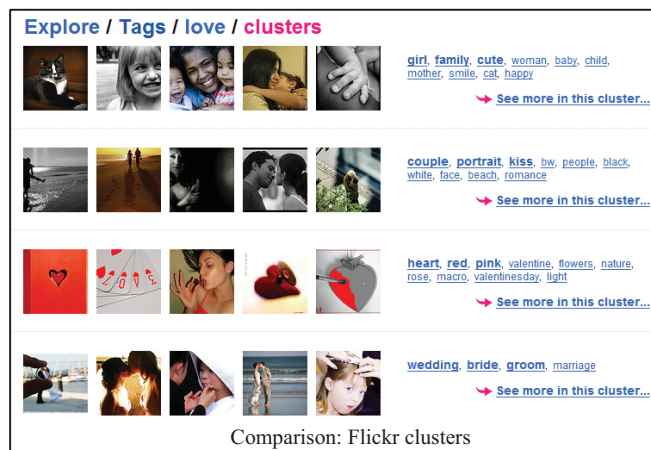 Explore / Tags / love / clusters
girl, family, cute, woman, baby, child,
mother, smile, cat, happy
See more in this cluster...
couple, portrait, kiss, bw, people, black,
white, face, beach, romance
See more in this cluster...
LOVE
heart, red, pink, valentine, flowers, nature,
rose, macro, valentinesday, light
See more in this cluster...
wedding, bride, groom, marriage
See more in this cluster...
Comparison: Flickr clusters